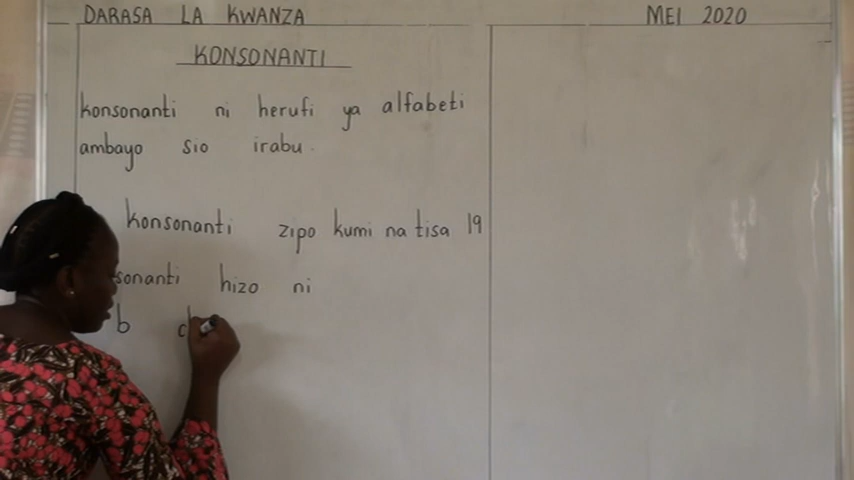 DARASA LA KWANZA
MEI 2020
KONSONANTI
konsonanti ni herufi ya alfabeti
ambayo sio irabu.
konsonanti zipo kumi na tisa 19
sonanti hizo ni
b